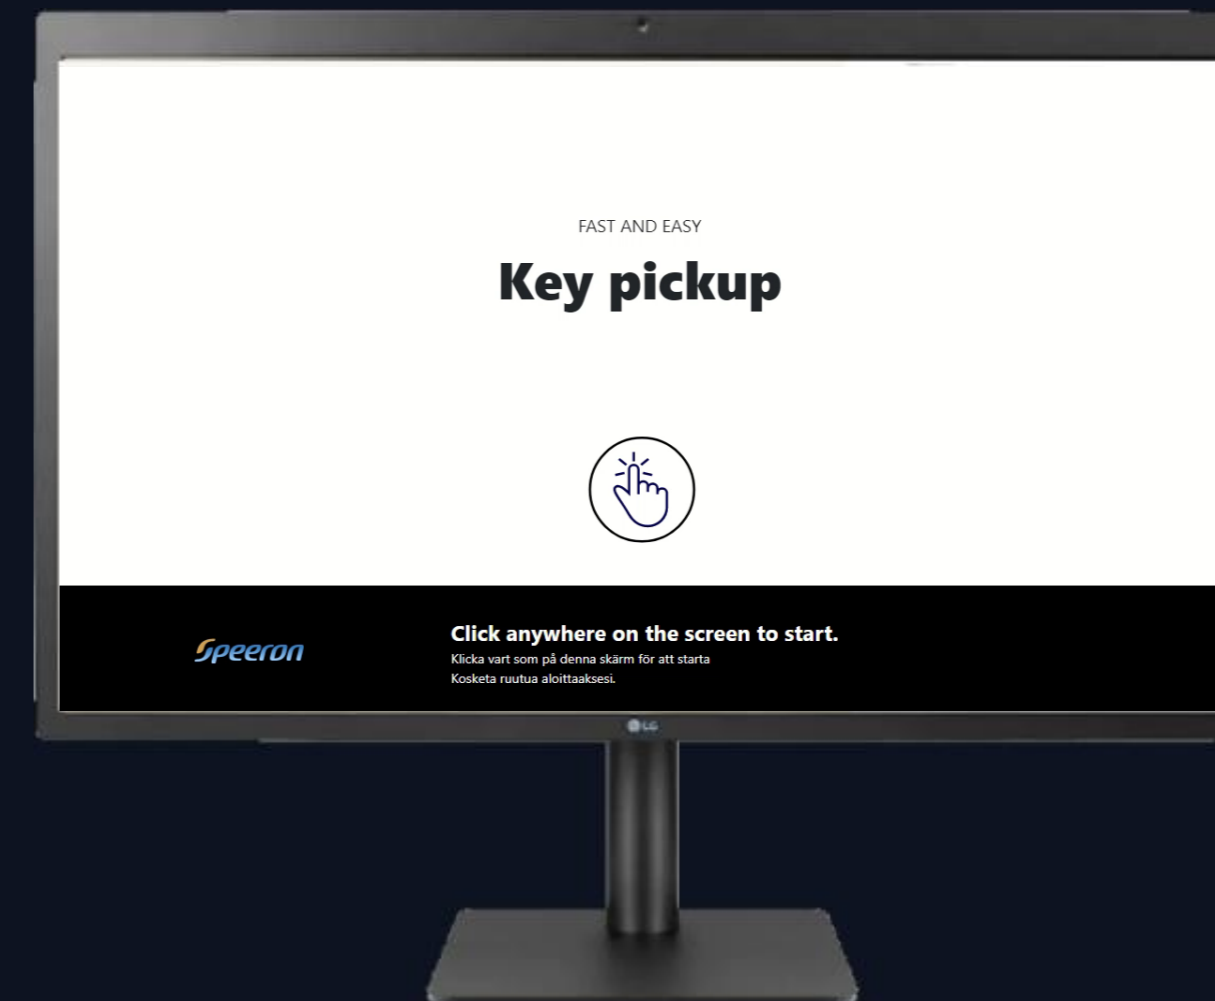 FAST AND EASY
Key pickup
Speeron
Click anywhere on the screen to start.
Klicka vart som på denna skärm för att starta
Kosketa ruutua aloittaaksesi.
LG